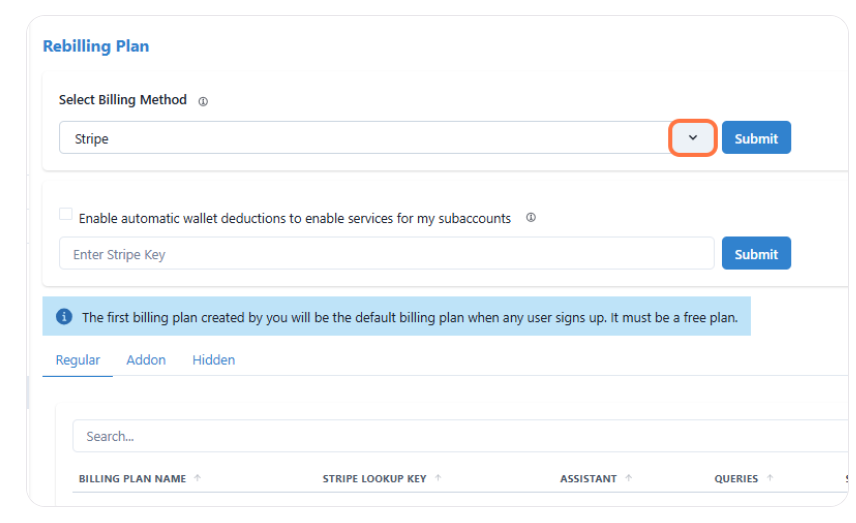 Rebilling Plan
Select Billing Method
Stripe
Submit
Enable automatic wallet deductions to enable services for my subaccounts
Enter Stripe Key
Submit
The first billing plan created by you will be the default billing plan when any user signs up. It must be a free plan.
Regular Addon Hidden
Search...
BILLING PLAN NAME ↑ STRIPE LOOKUP KEY ↑ ASSISTANT ↑ QUERIES ↑